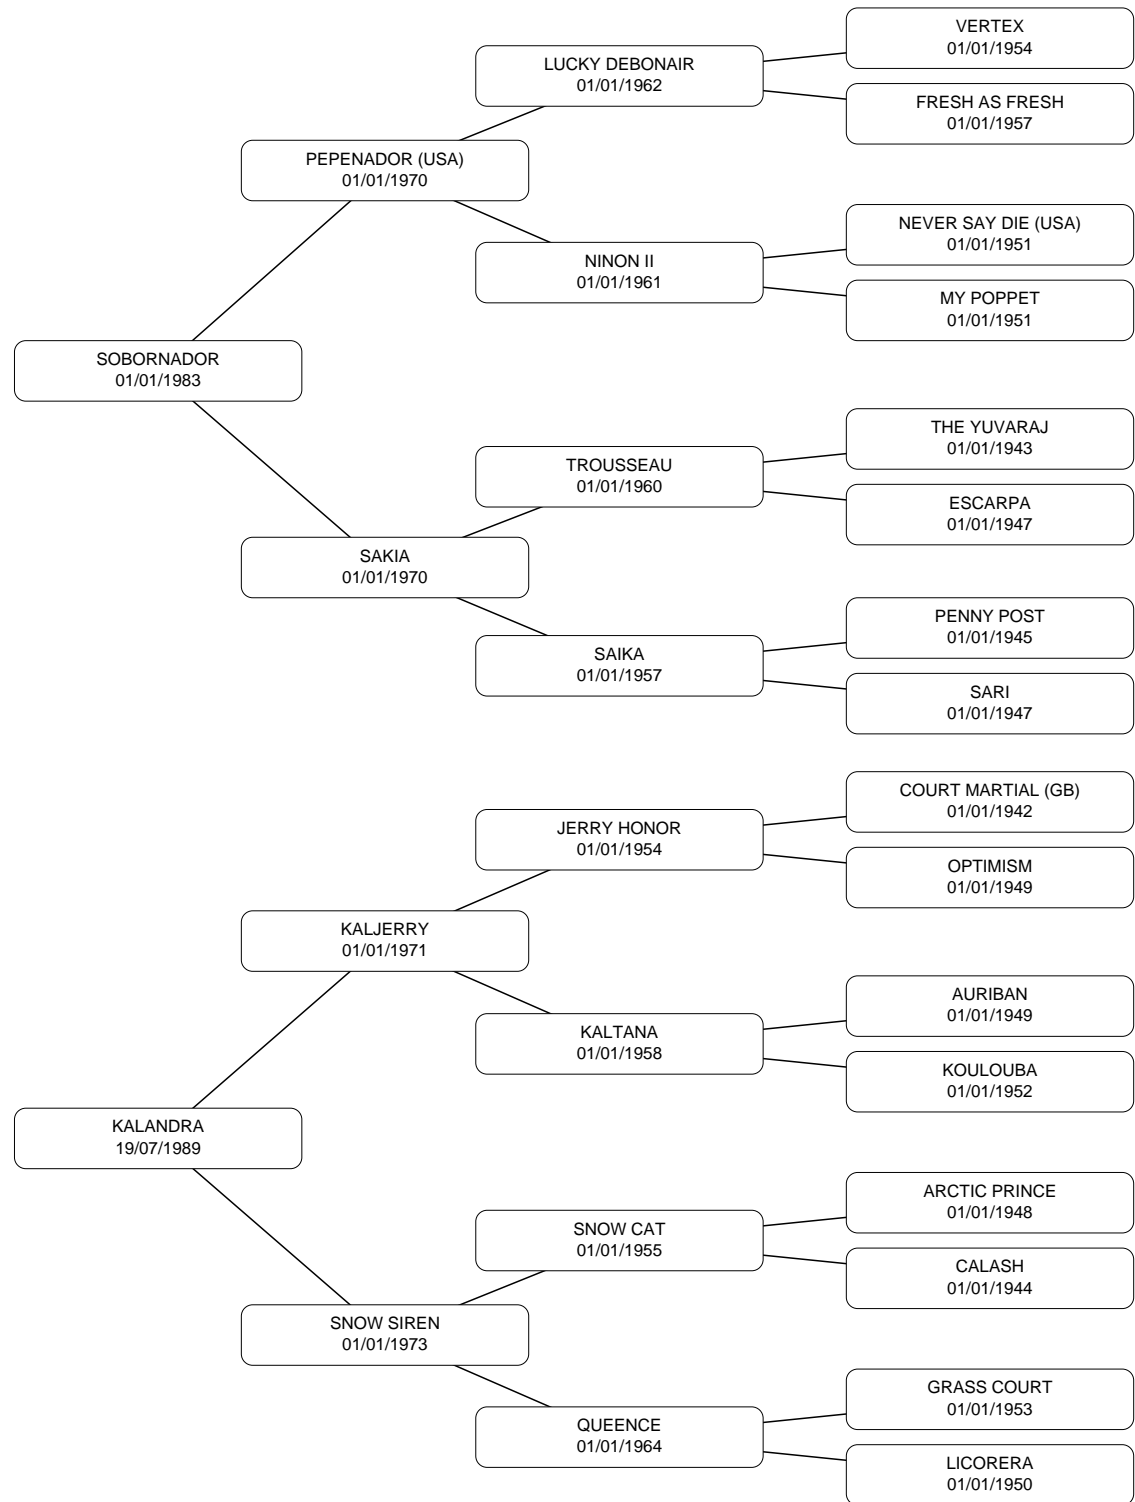 VERTEX
01/01/1954
LUCKY DEBONAIR
01/01/1962
FRESH AS FRESH
01/01/1957
PEPENADOR (USA)
01/01/1970
NEVER SAY DIE (USA)
01/01/1951
NINON II
01/01/1961
MY POPPET
01/01/1951
SOBORNADOR
01/01/1983
THE YUVARAJ
01/01/1943
TROUSSEAU
01/01/1960
ESCARPA
01/01/1947
SAKIA
01/01/1970
PENNY POST
01/01/1945
SAIKA
01/01/1957
SARI
01/01/1947
COURT MARTIAL (GB)
01/01/1942
JERRY HONOR
01/01/1954
OPTIMISM
01/01/1949
KALJERRY
01/01/1971
AURIBAN
01/01/1949
KALTANA
01/01/1958
KOULOUBA
01/01/1952
KALANDRA
19/07/1989
ARCTIC PRINCE
01/01/1948
SNOW CAT
01/01/1955
CALASH
01/01/1944
SNOW SIREN
01/01/1973
GRASS COURT
01/01/1953
QUEENCE
01/01/1964
LICORERA
01/01/1950